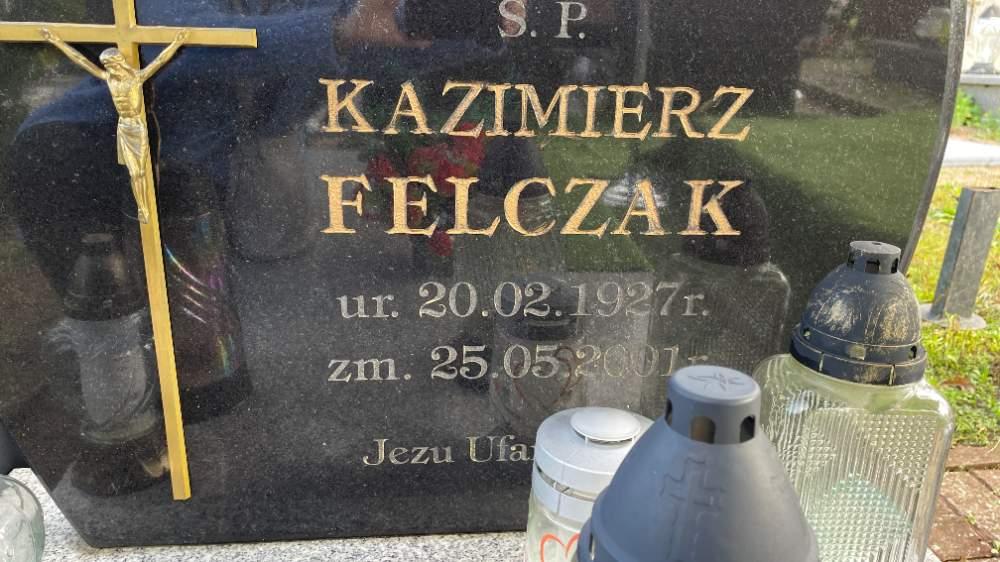 Ś. P.
KAZIMIERZ
FELCZAK
ur. 20.02.1927r.
zm. 25.05.2001r.
Jezu